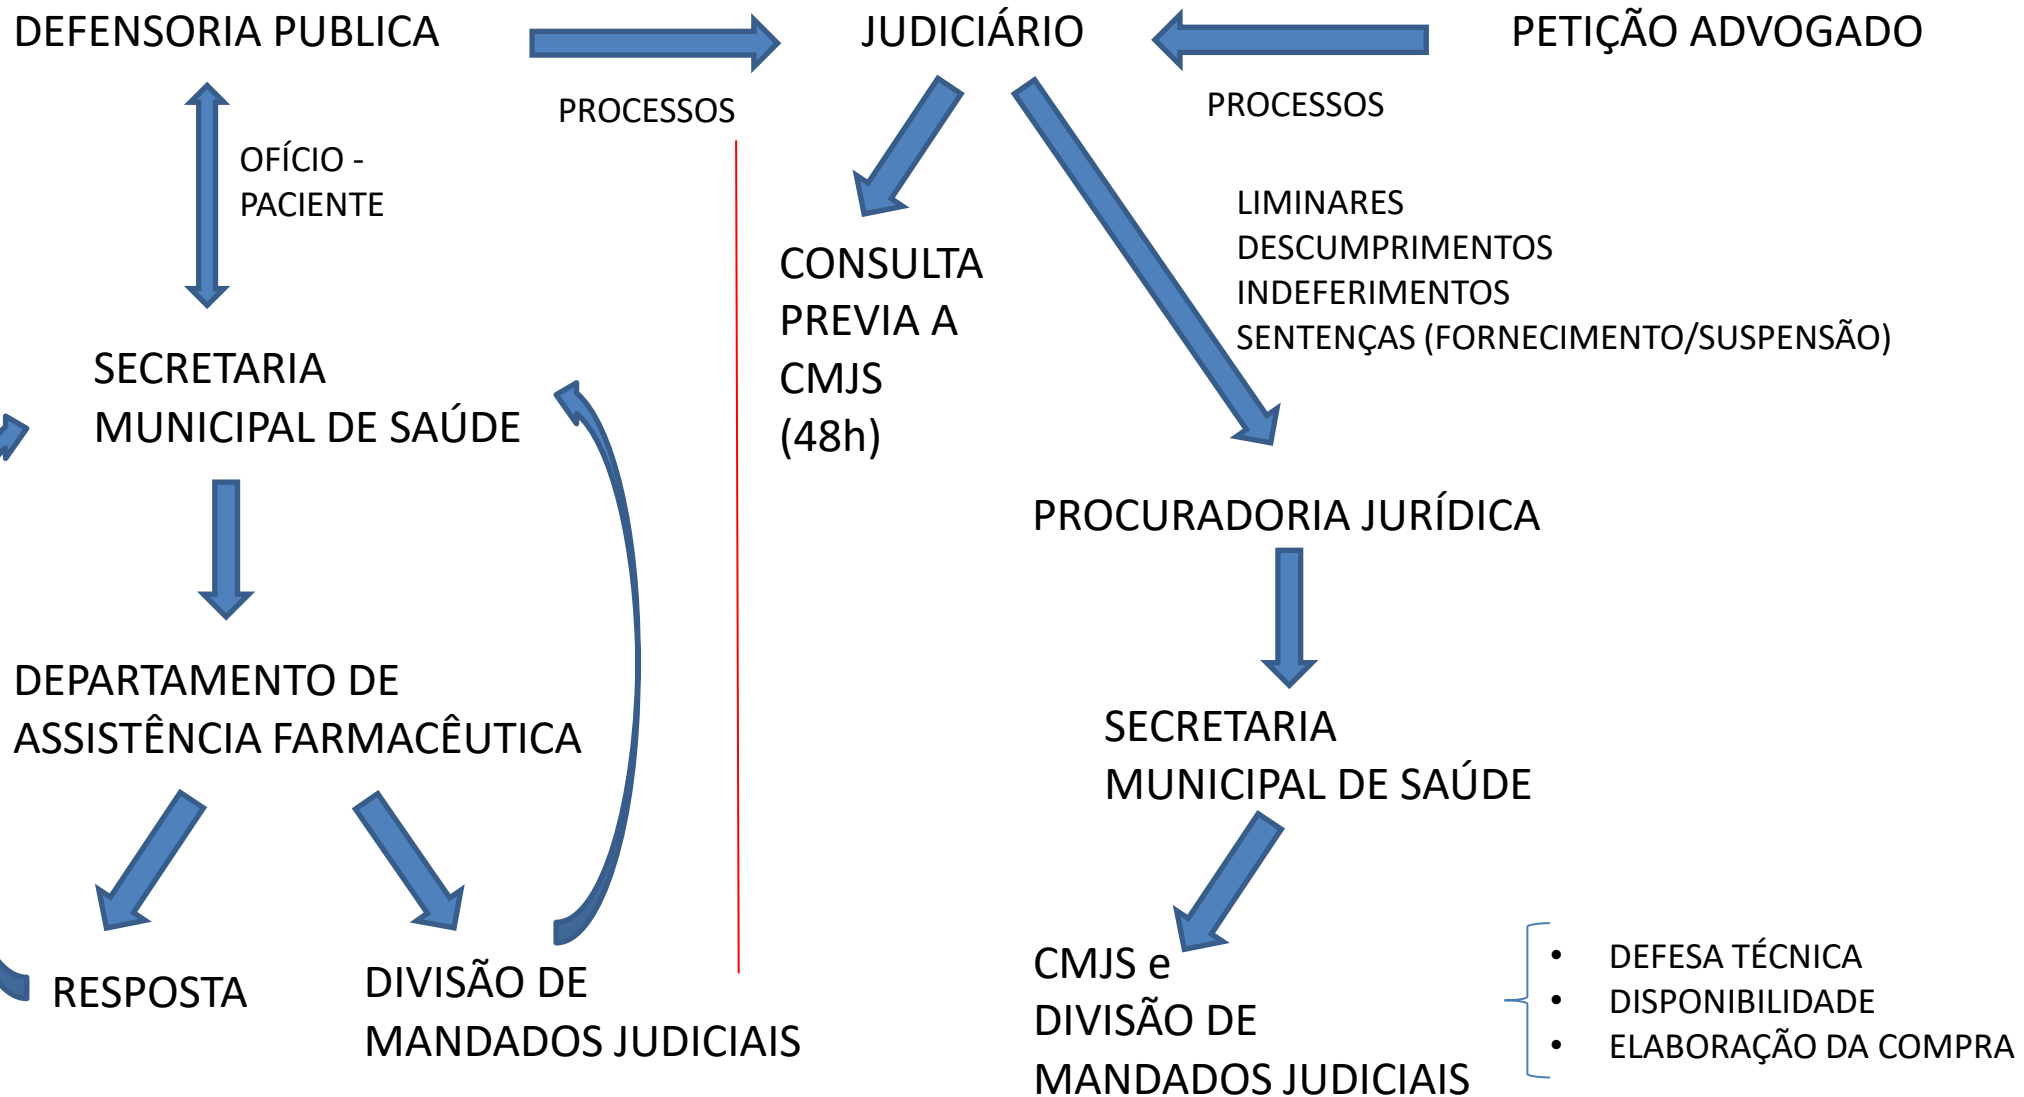 DEFENSORIA PUBLICA
JUDICIÁRIO
PETIÇÃO ADVOGADO
PROCESSOS
PROCESSOS
OFÍCIO -
PACIENTE
LIMINARES
DESCUMPRIMENTOS
INDEFERIMENTOS
SENTENÇAS (FORNECIMENTO/SUSPENSÃO)
CONSULTA
PREVIA A
CMJS
(48h)
SECRETARIA
MUNICIPAL DE SAÚDE
PROCURADORIA JURÍDICA
DEPARTAMENTO DE
ASSISTÊNCIA FARMACÊUTICA
SECRETARIA
MUNICIPAL DE SAÚDE
RESPOSTA
DIVISÃO DE
MANDADOS JUDICIAIS
CMJS e
DIVISÃO DE
MANDADOS JUDICIAIS
• DEFESA TÉCNICA
• DISPONIBILIDADE
• ELABORAÇÃO DA COMPRA